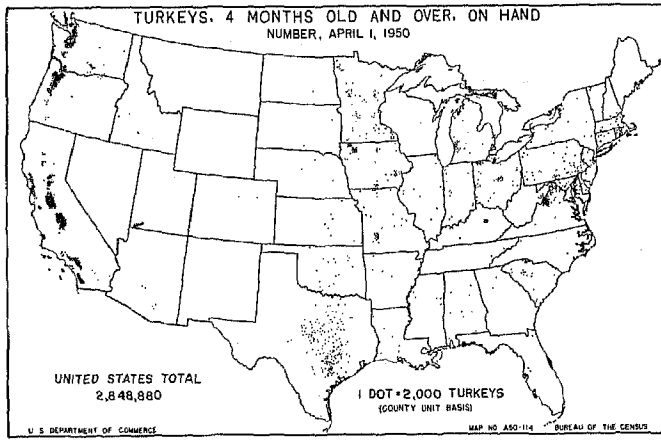 TURKEYS, 4 MONTHS OLD AND OVER, ON HAND
NUMBER, APRIL 1, 1950
UNITED STATES TOTAL
2,848,880
1 DOT = 2,000 TURKEYS
(COUNTY UNIT BASIS)
U S DEPARTMENT OF COMMERCE
MAP NO A50-114 BUREAU OF THE CENSUS